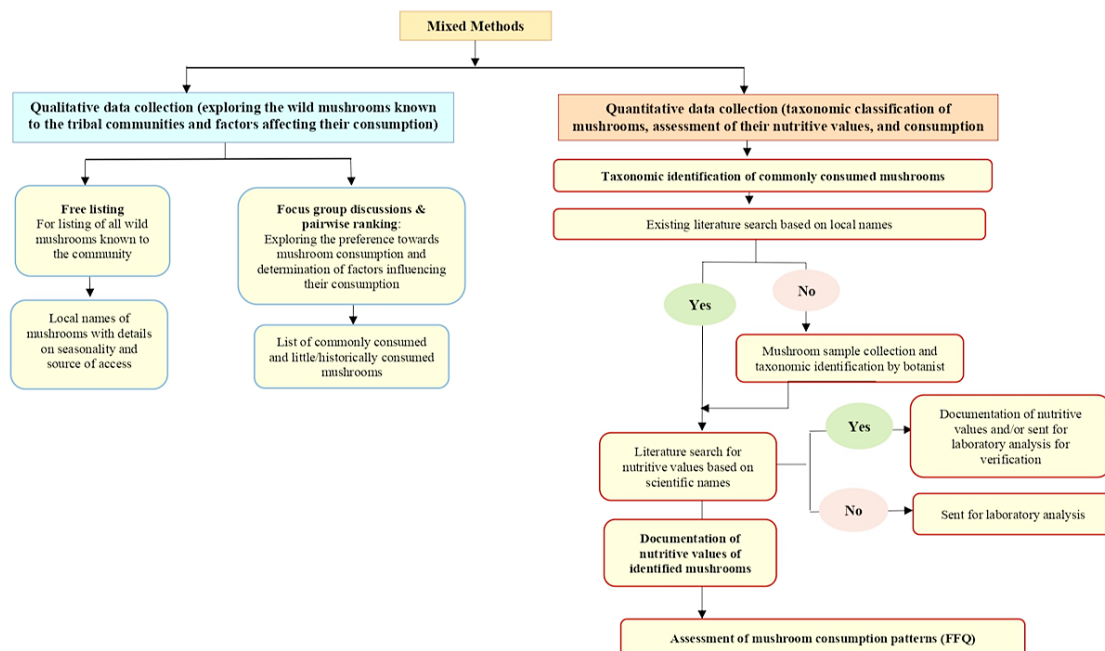 Mixed Methods
Qualitative data collection (exploring the wild mushrooms known
to the tribal communities and factors affecting their consumption)
Free listing
For listing of all wild
mushrooms known to
the community
Local names of
mushrooms with details
on seasonality and
source of access
Focus group discussions &
pairwise ranking:
Exploring the preference towards
mushroom consumption and
determination of factors influencing
their consumption
List of commonly consumed
and little/historically consumed
mushrooms
Quantitative data collection (taxonomic classification of
mushrooms, assessment of their nutritive values, and consumption
Taxonomic identification of commonly consumed mushrooms
Existing literature search based on local names
Yes
No
Mushroom sample collection and
taxonomic identification by botanist
Literature search for
nutritive values based on
scientific names
Yes
Documentation of nutritive
values and/or sent for
laboratory analysis for
verification
No
Sent for laboratory analysis
Documentation of
nutritive values of
identified mushrooms
Assessment of mushroom consumption patterns (FFQ)